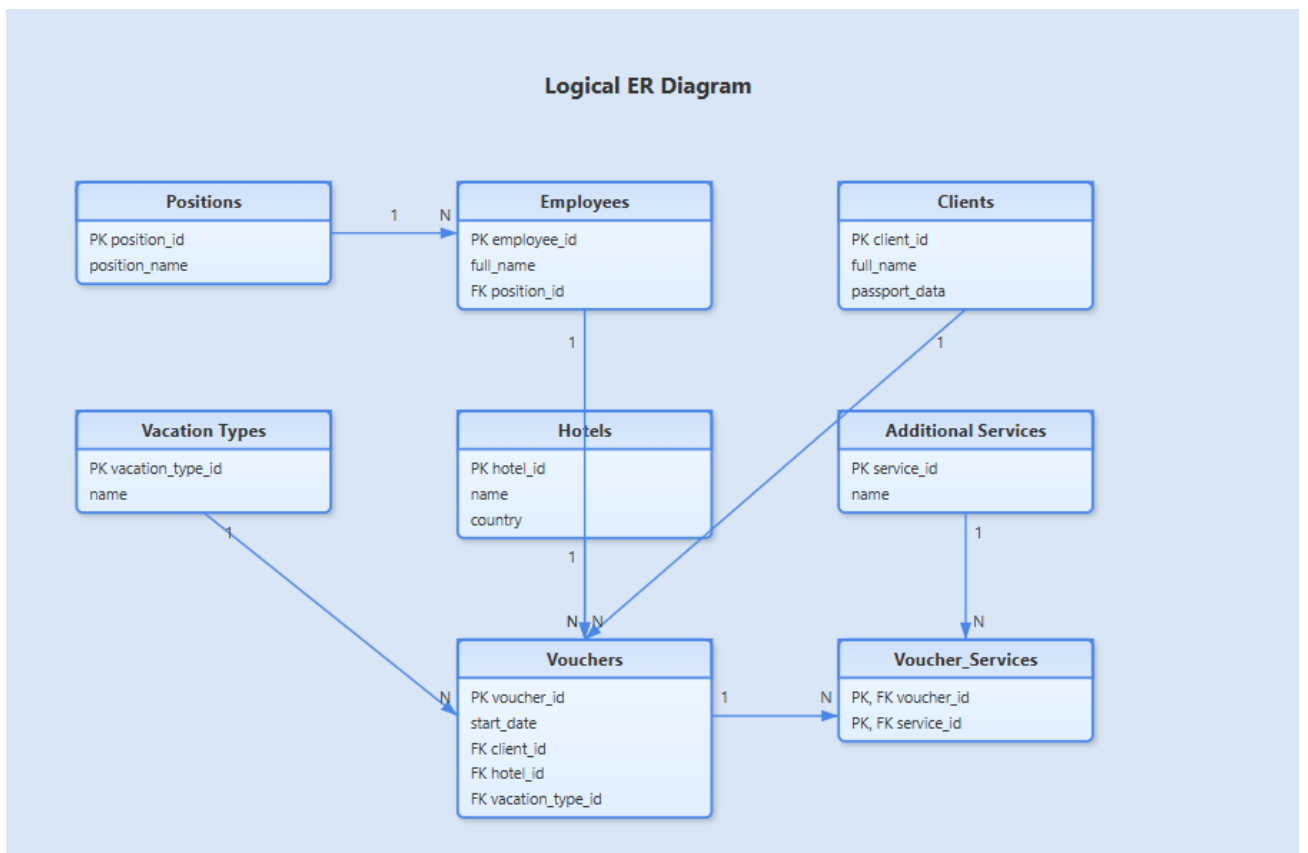 Logical ER Diagram
Positions
PK position_id
position_name
1
N
Employees
PK employee_id
full_name
FK position_id
Clients
PK client_id
full_name
passport_data
1
1
Vacation Types
PK vacation_type_id
name
1
Hotels
PK hotel_id
name
country
1
Additional Services
PK service_id
name
1
N
N
N
N
Vouchers
PK voucher_id
start_date
FK client_id
FK hotel_id
FK vacation_type_id
1
N
Voucher_Services
PK, FK voucher_id
PK, FK service_id